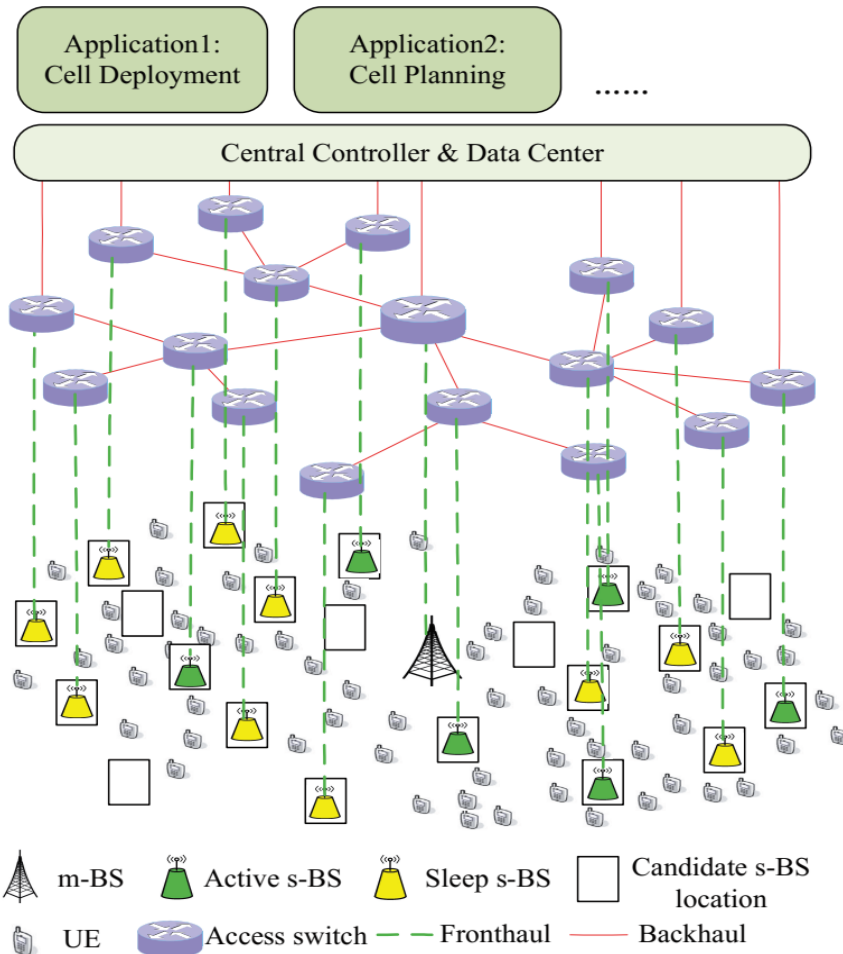 Application1:
Cell Deployment
Application2:
Cell Planning
......
Central Controller & Data Center
m-BS
Active s-BS
Sleep s-BS
Candidate s-BS
location
UE
Access switch
Fronthaul
Backhaul